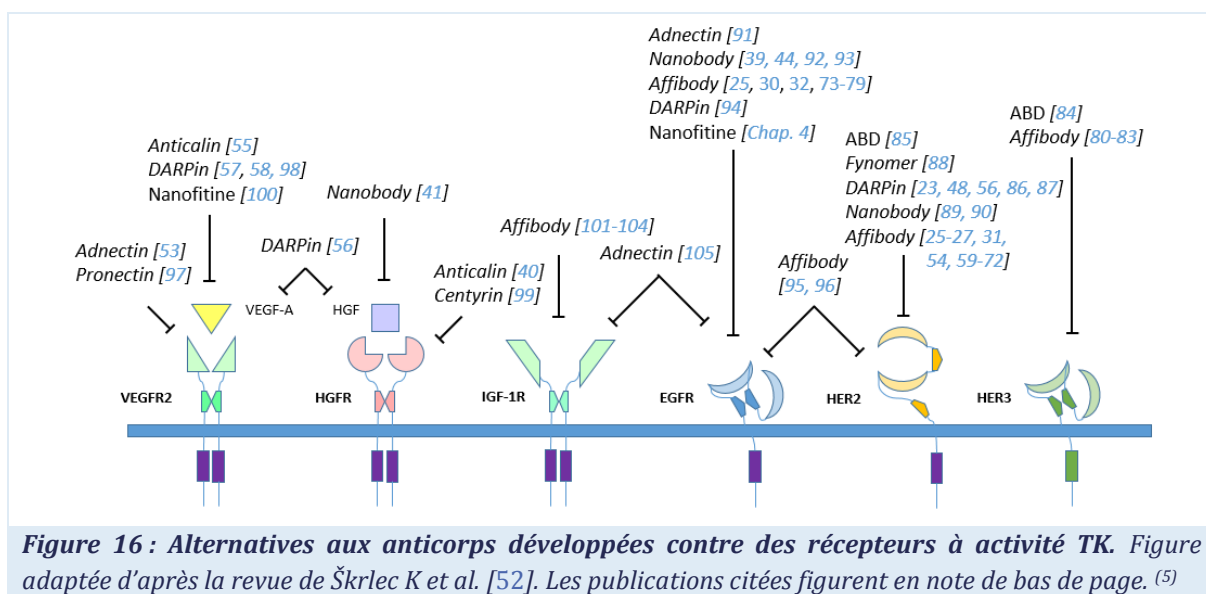 Adnectin [91]
Nanobody [39, 44, 92, 93]
Affibody [25, 30, 32, 73-79]
DARPin [94]
Nanofitine [Chap. 4]
ABD [84]
Affibody [80-83]
Anticalin [55]
DARPin [57, 58, 98]
Nanofitine [100]
ABD [85]
Fynomer [88]
DARPin [23, 48, 56, 86, 87]
Nanobody [89, 90]
Affibody [25-27, 31,
54, 59-72]
Nanobody [41]
Affibody [101-104]
Adnectin [53]
Pronectin [97]
DARPin [56]
Adnectin [105]
Anticalin [40]
Centyrin [99]
Affibody
[95, 96]
VEGF-A
HGF
VEGFR2
HGFR
IGF-1R
EGFR
HER2
HER3
Figure 16 : Alternatives aux anticorps développées contre des récepteurs à activité TK. Figure
adaptée d'après la revue de Škrlec K et al. [52]. Les publications citées figurent en note de bas de page. (5)